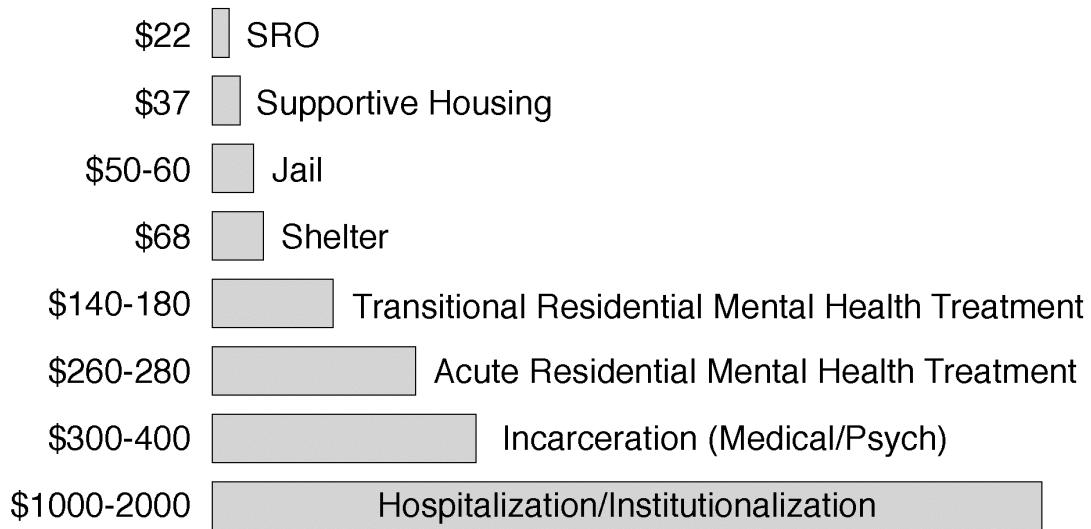 $22 SRO
$37 Supportive Housing
$50-60 Jail
$68 Shelter
$140-180 Transitional Residential Mental Health Treatment
$260-280 Acute Residential Mental Health Treatment
$300-400 Incarceration (Medical/Psych)
$1000-2000 Hospitalization/Institutionalization